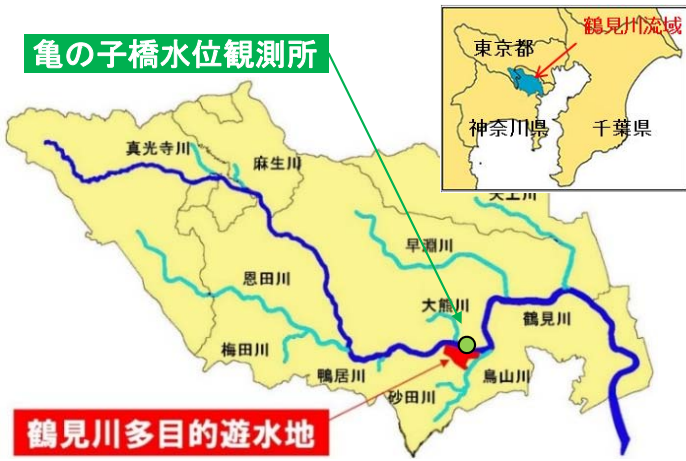 亀の子橋水位観測所
鶴見川流域
東京都
神奈川県
千葉県
真光寺川
麻生川
早淵川
恩田川
大熊川
鶴見川
梅田川
鴨居川
鳥山川
砂田川
鶴見川多目的遊水地